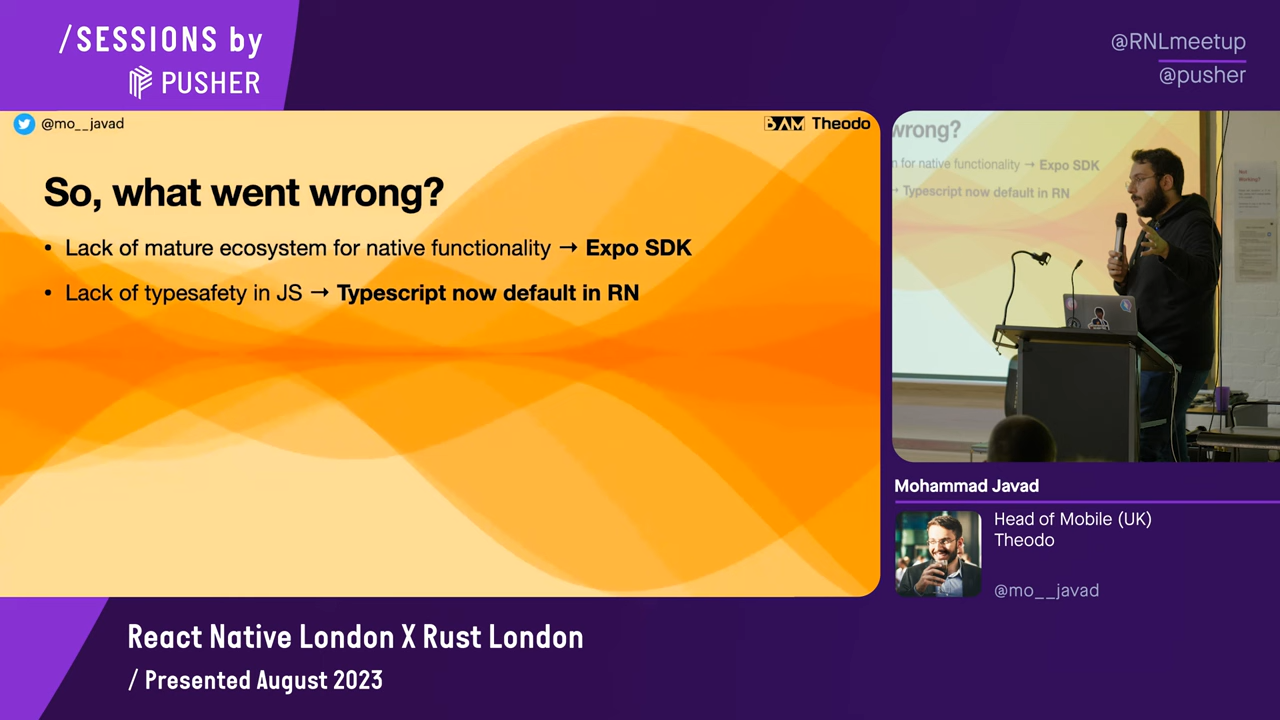 /SESSIONS by
PUSHER
@RNLmeetup
@pusher
@mo__javad
BAM Theodo
So, what went wrong?
• Lack of mature ecosystem for native functionality → Expo SDK
• Lack of typesafety in JS → Typescript now default in RN
wrong?
n for native functionality → Expo SDK
→ Typescript now default in RN
Mohammad Javad
Head of Mobile (UK)
Theodo
@mo__javad
React Native London X Rust London
/ Presented August 2023